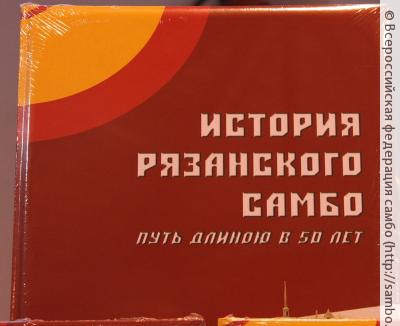 ИСТОРИЯ
РЯЗАНСКОГО
САМБО
ПУТЬ ДЛИНОЮ В 50 ЛЕТ
© Всероссийская федерация самбо (http://sambo.